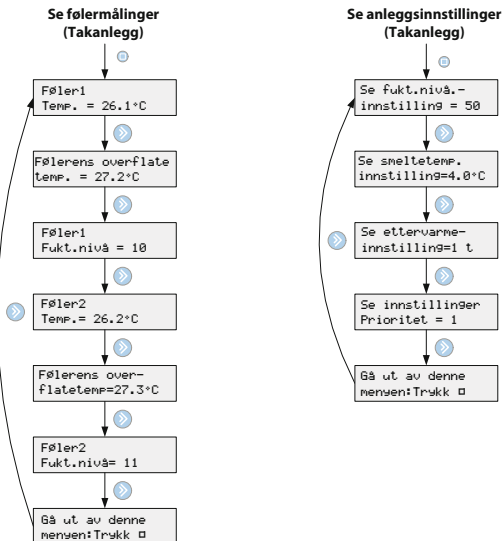 Se følermålinger
(Takanlegg)
Føler1
Temp. = 26.1°C
Følerens overflate
temp. = 27.2°C
Føler1
Fukt.nivå = 10
Føler2
Temp.= 26.2°C
Følerens over-
flatetemp=27.3°C
Føler2
Fukt.nivå= 11
Gå ut av denne
menyen:Trykk ¤
Se anleggsinnstillinger
(Takanlegg)
Se fukt.nivå.-
innstilling = 50
Se smeltetemp.
innstilling=4.0°C
Se ettervarme-
innstilling=1 t
Se innstillinger
Prioritet = 1
Gå ut av denne
menyen:Trykk ¤